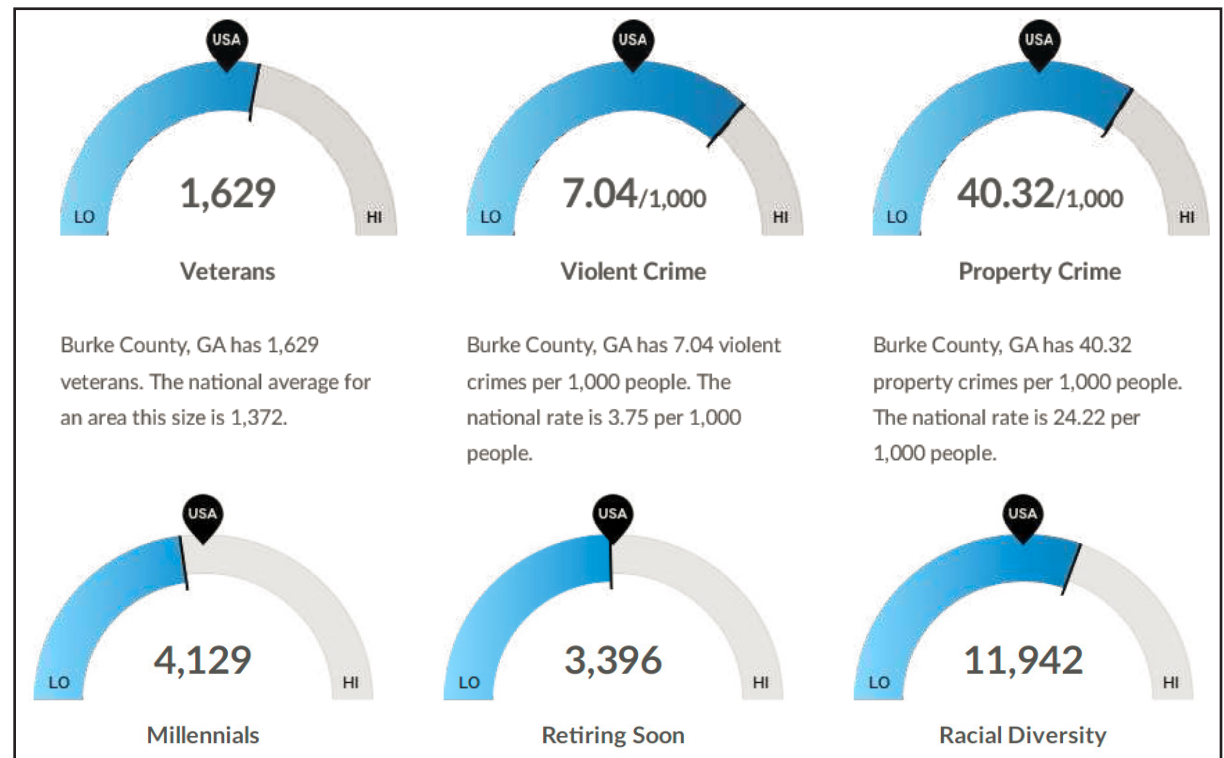 USA
USA
USA
1,629
7.04/1,000
40.32/1,000
LO
HI
LO
HI
LO
HI
Veterans
Violent Crime
Property Crime
Burke County, GA has 1,629
veterans. The national average for
an area this size is 1,372.
Burke County, GA has 7.04 violent
crimes per 1,000 people. The
national rate is 3.75 per 1,000
people.
Burke County, GA has 40.32
property crimes per 1,000 people.
The national rate is 24.22 per
1,000 people.
USA
USA
USA
4,129
3,396
11,942
LO
HI
LO
HI
LO
HI
Millennials
Retiring Soon
Racial Diversity